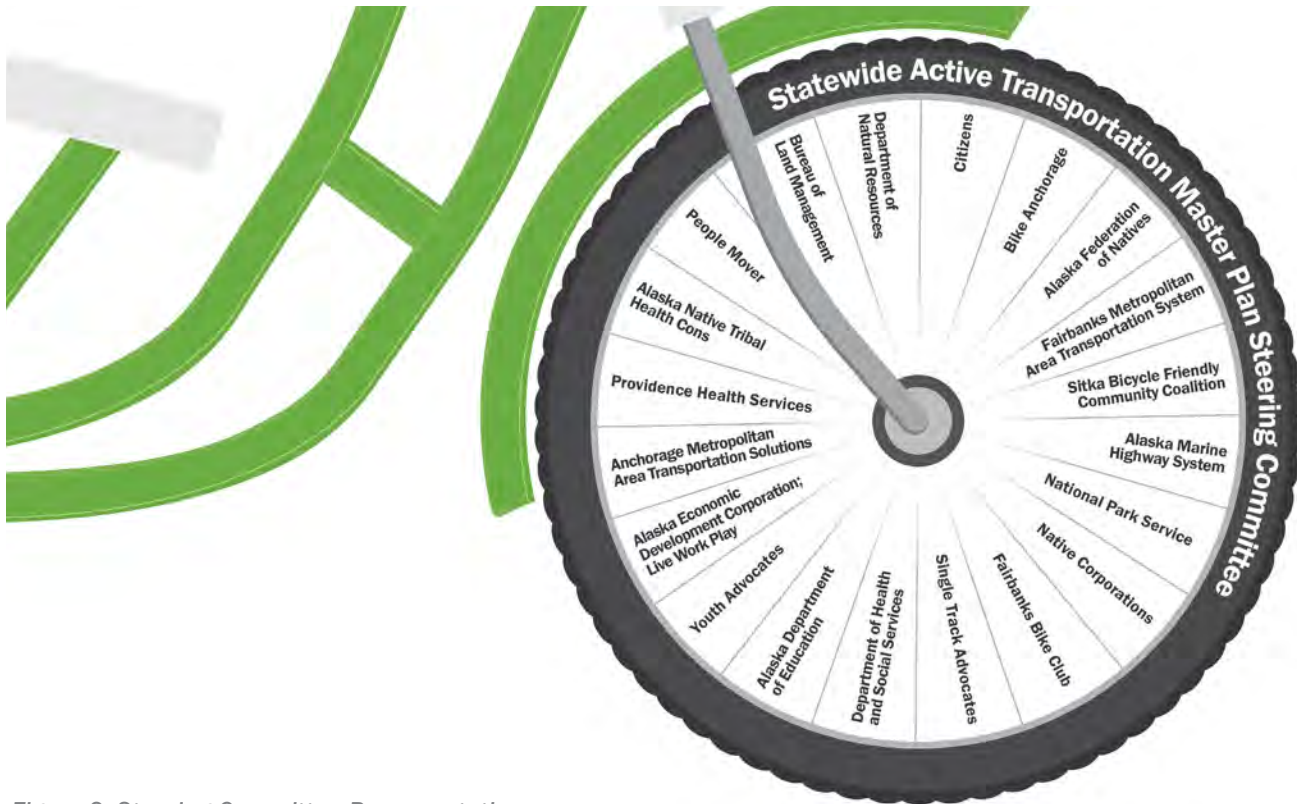 Statewide Active Transportation Master Plan Steering Committee
Citizens
Bike Anchorage
Alaska Federation
of Natives
Fairbanks Metropolitan
Area Transportation System
Sitka Bicycle Friendly
Community Coalition
Alaska Marine
Highway System
National Park Service
Native Corporations
Fairbanks Bike Club
Single Track Advocates
Department of Health
and Social Services
Alaska Department
of Education
Youth Advocates
Alaska Economic
Development Corporation;
Live Work Play
Anchorage Metropolitan
Area Transportation Solutions
Providence Health Services
Alaska Native Tribal
Health Cons
People Mover
Bureau of
Land Management
Department of
Natural Resources